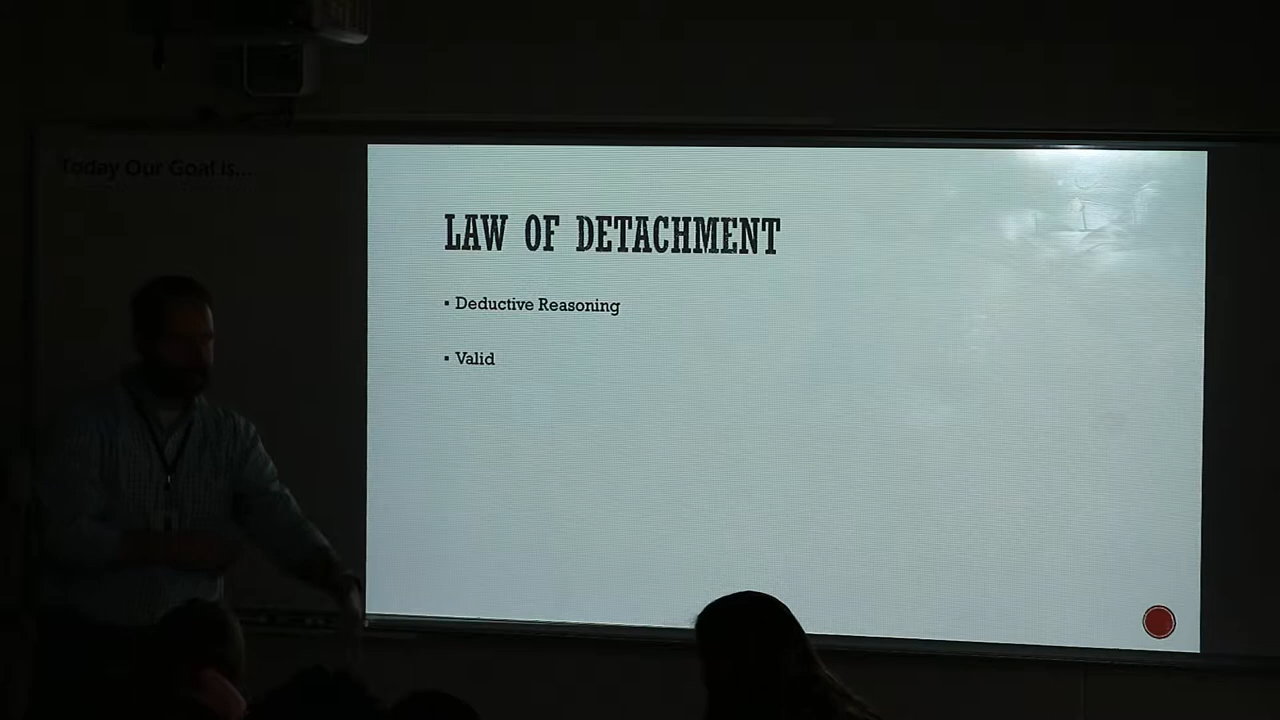 Today Our Goal is...
LAW OF DETACHMENT
▪ Deductive Reasoning
▪ Valid